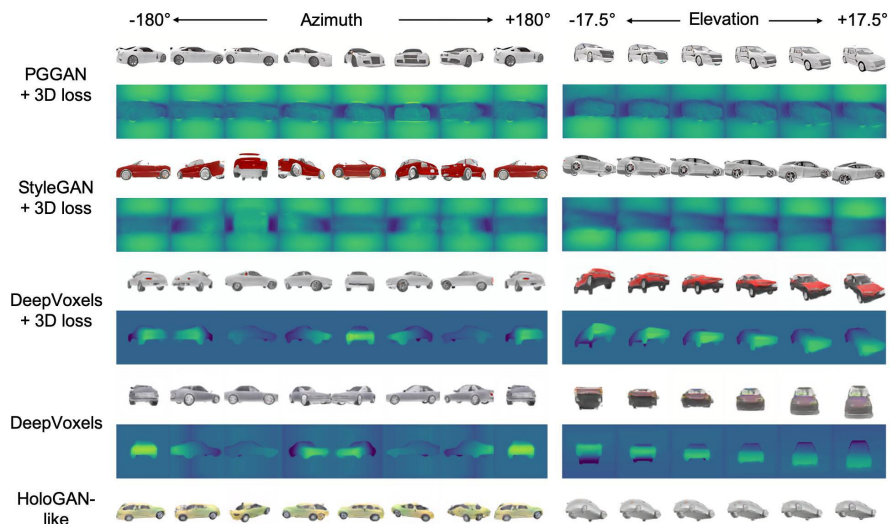 -180° Azimuth +180° -17.5° Elevation +17.5°
PGGAN
+ 3D loss
StyleGAN
+ 3D loss
DeepVoxels
+ 3D loss
DeepVoxels
HoloGAN-
like